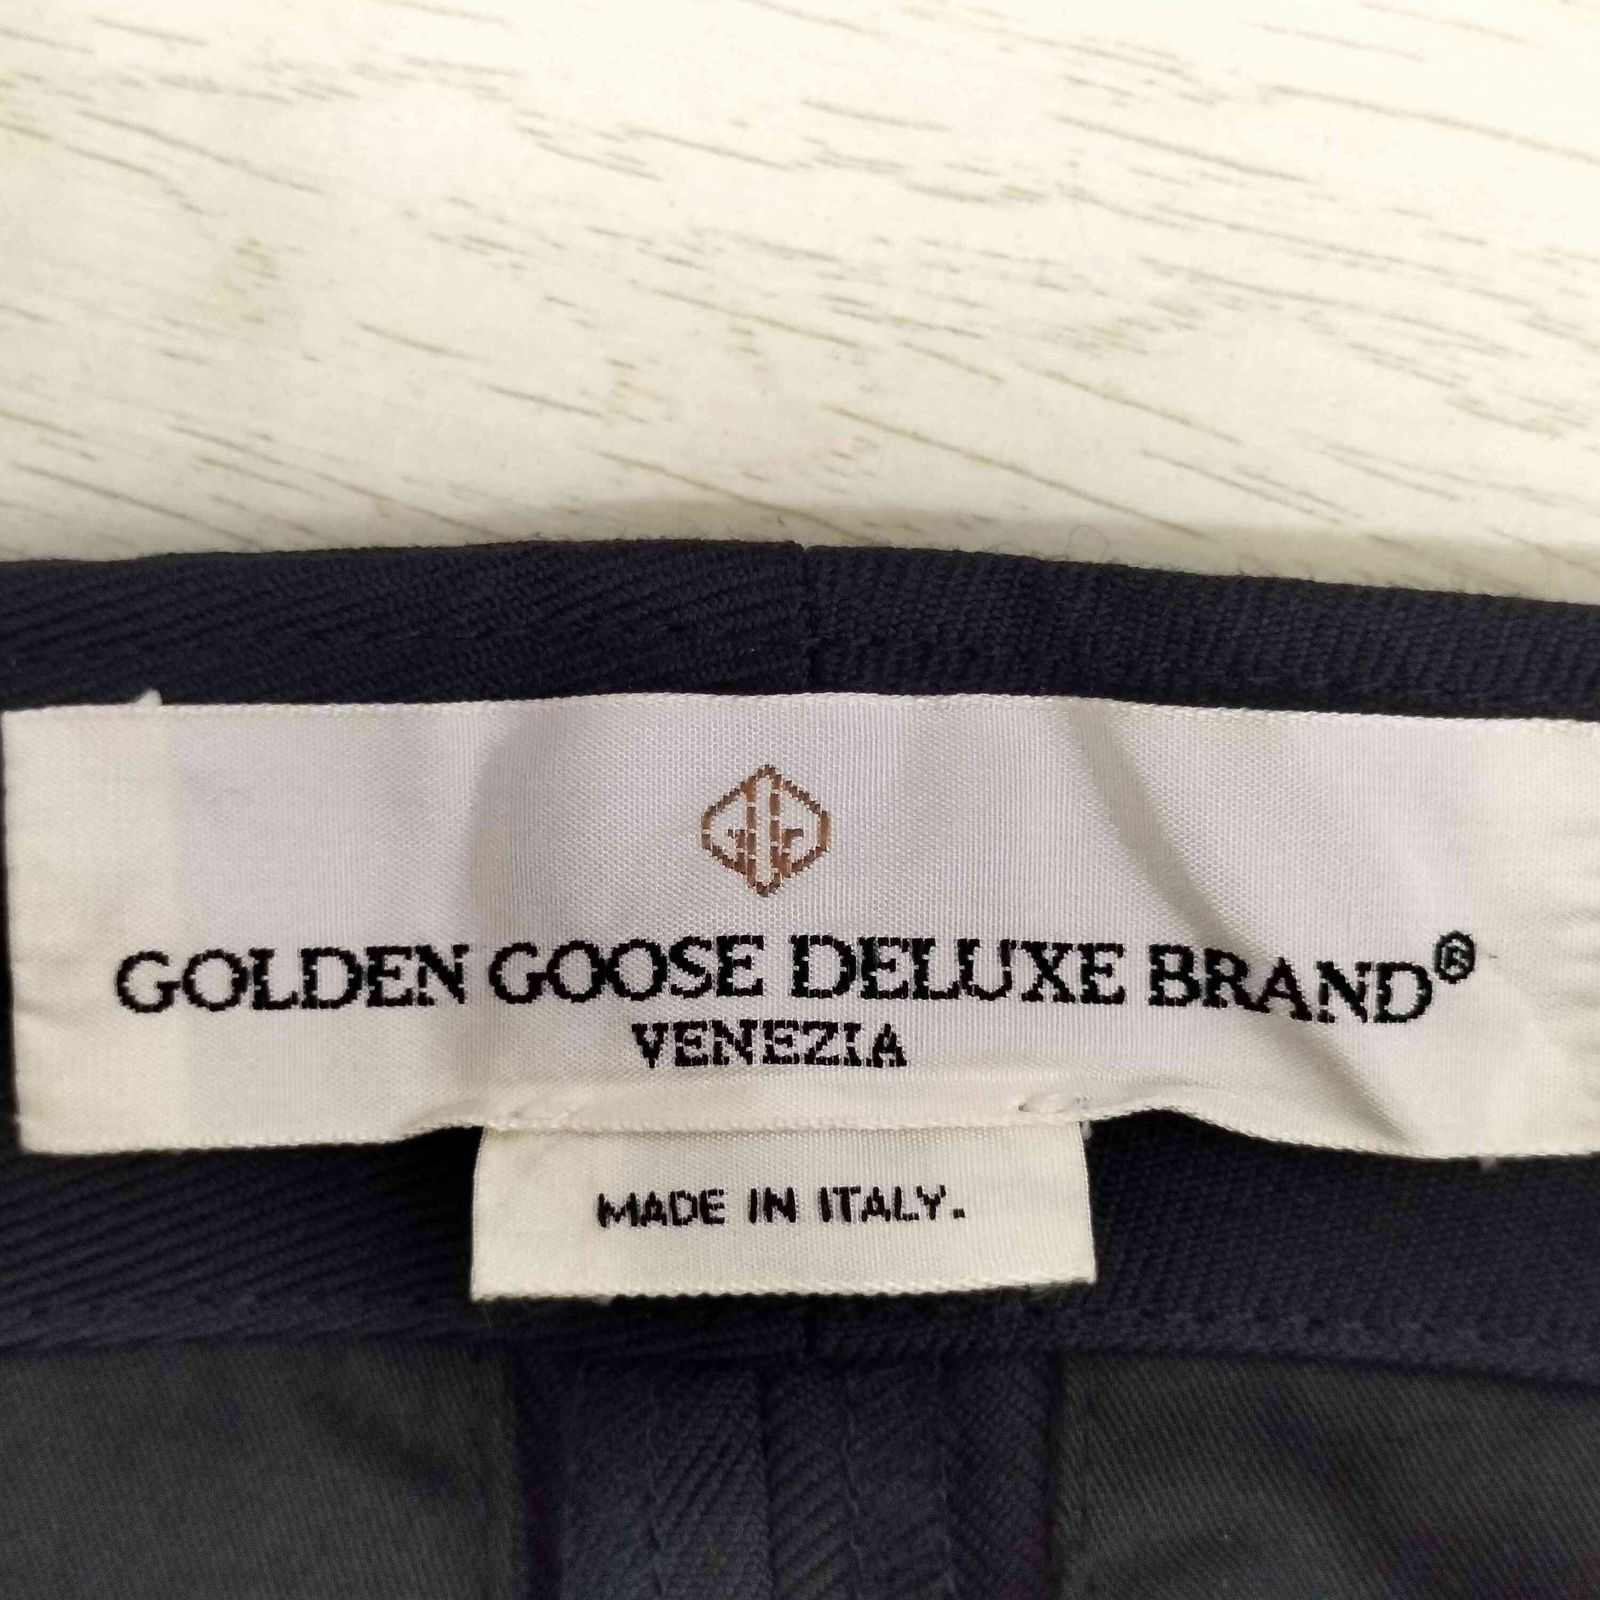 GOLDEN GOOSE DELUXE BRAND®
VENEZIA
MADE IN ITALY.